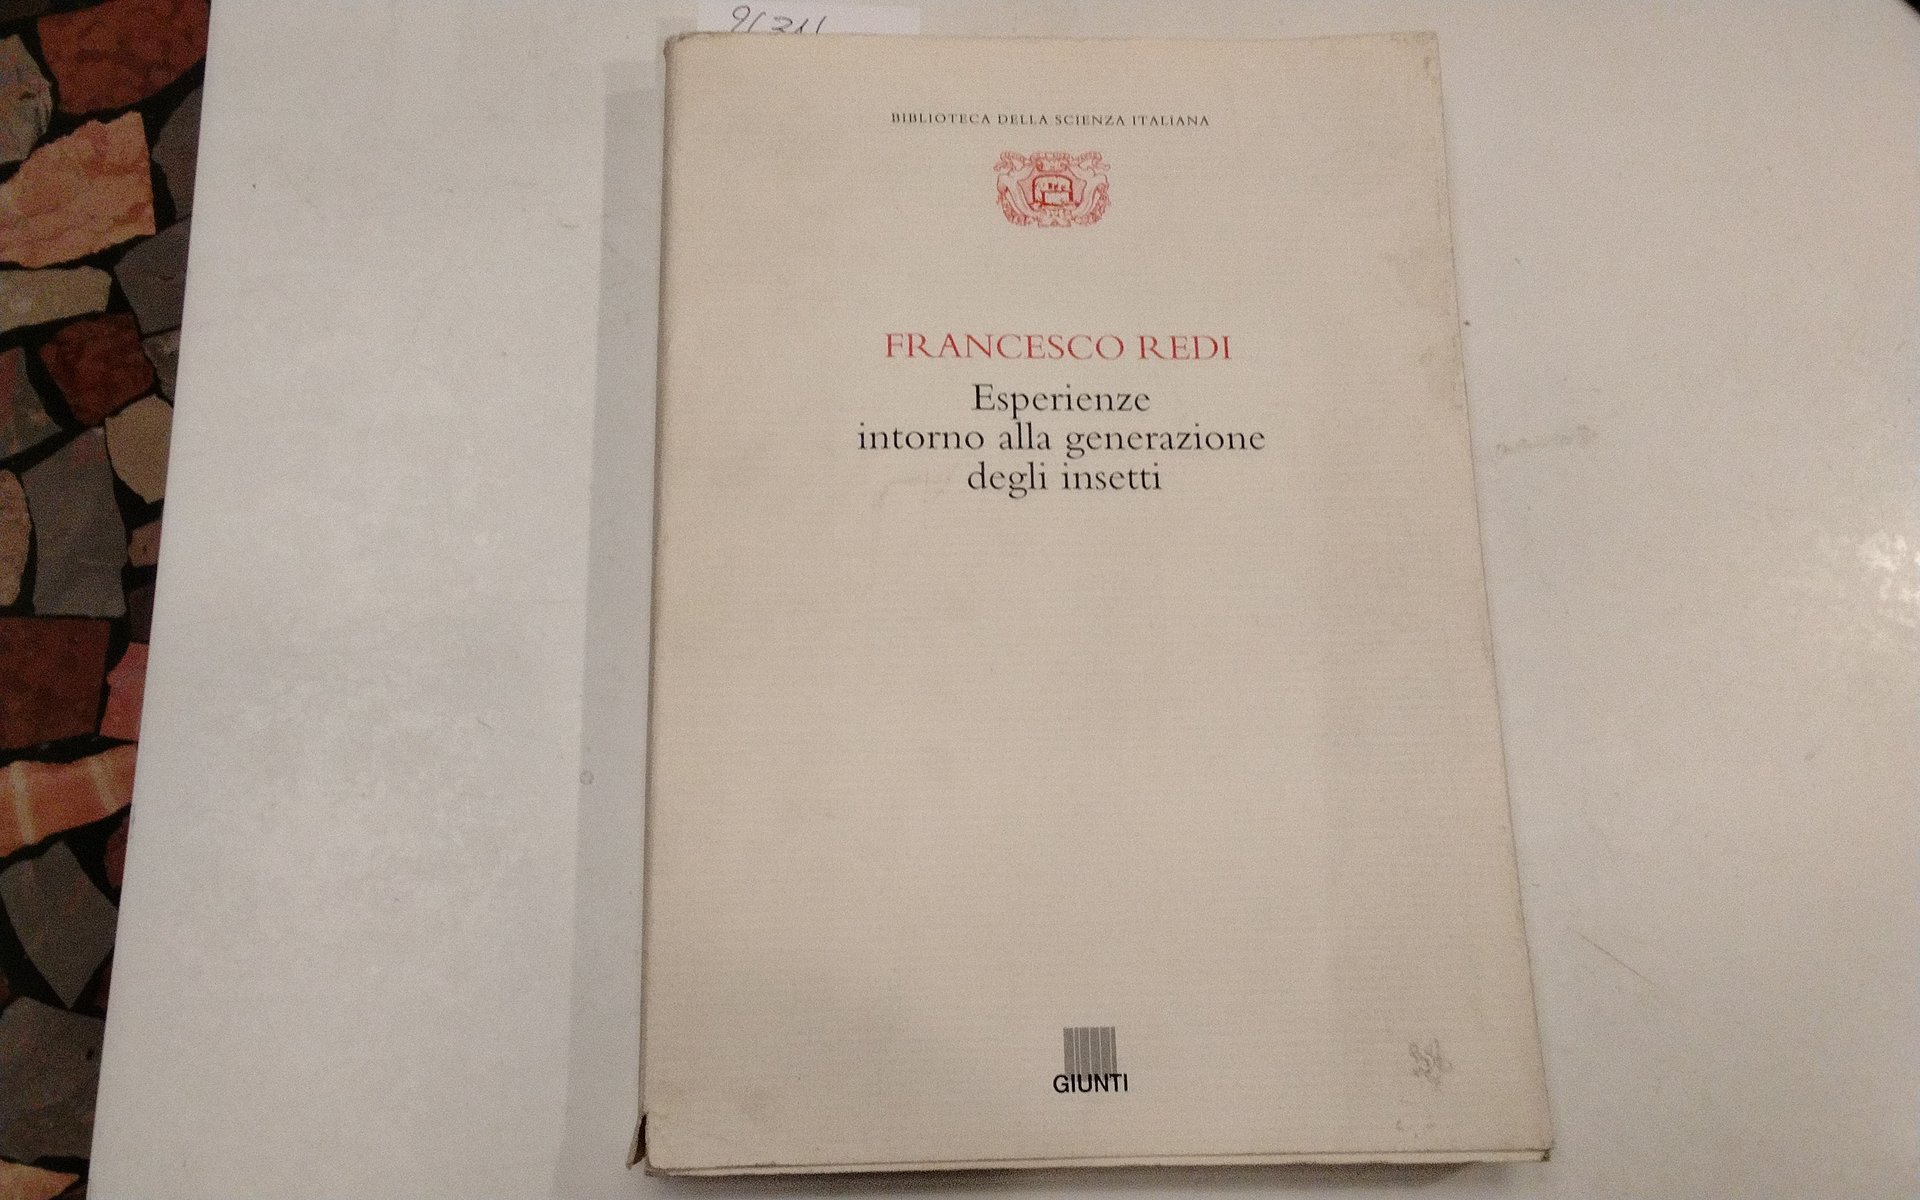 BIBLIOTECA DELLA SCIENZA ITALIANA
FRANCESCO REDI
Esperienze
intorno alla generazione
degli insetti
GIUNTI